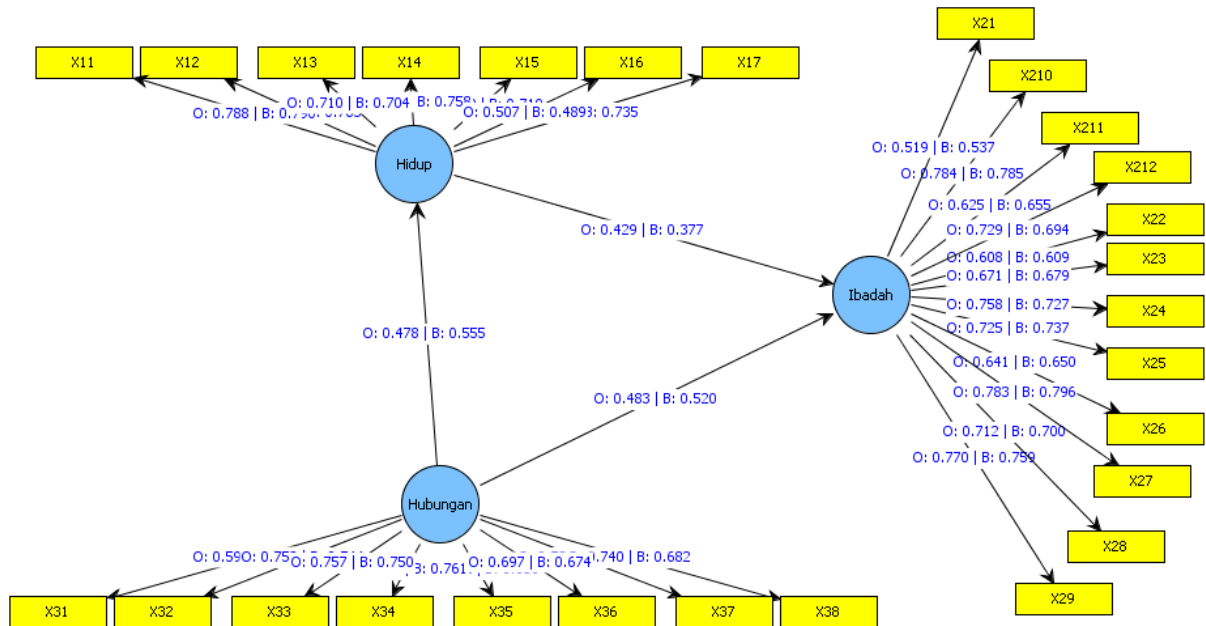 X21
X11
X12
X13
X14
X15
X16
X17
X210
O: 0.710 | B: 0.704
B: 0.758
O: 0.788 | B:
O: 0.507 | B: 0.489
B: 0.735
X211
O: 0.519 | B: 0.537
Hidup
O: 0.784 | B: 0.785
X212
O: 0.625 | B: 0.655
X22
O: 0.429 | B: 0.377
O: 0.729 | B: 0.694
O: 0.608 | B: 0.609
X23
O: 0.671 | B: 0.679
Ibadah
O: 0.758 | B: 0.727
X24
O: 0.725 | B: 0.737
O: 0.478 | B: 0.555
X25
O: 0.641 | B: 0.650
O: 0.783 | B: 0.796
O: 0.483 | B: 0.520
X26
O: 0.712 | B: 0.700
O: 0.770 | B: 0.759
X27
Hubungan
X28
O: 0.757 | B: 0.750
O: 0.697 | B: 0.674
0.740 | B: 0.682
B: 0.761
X29
X31
X32
X33
X34
X35
X36
X37
X38